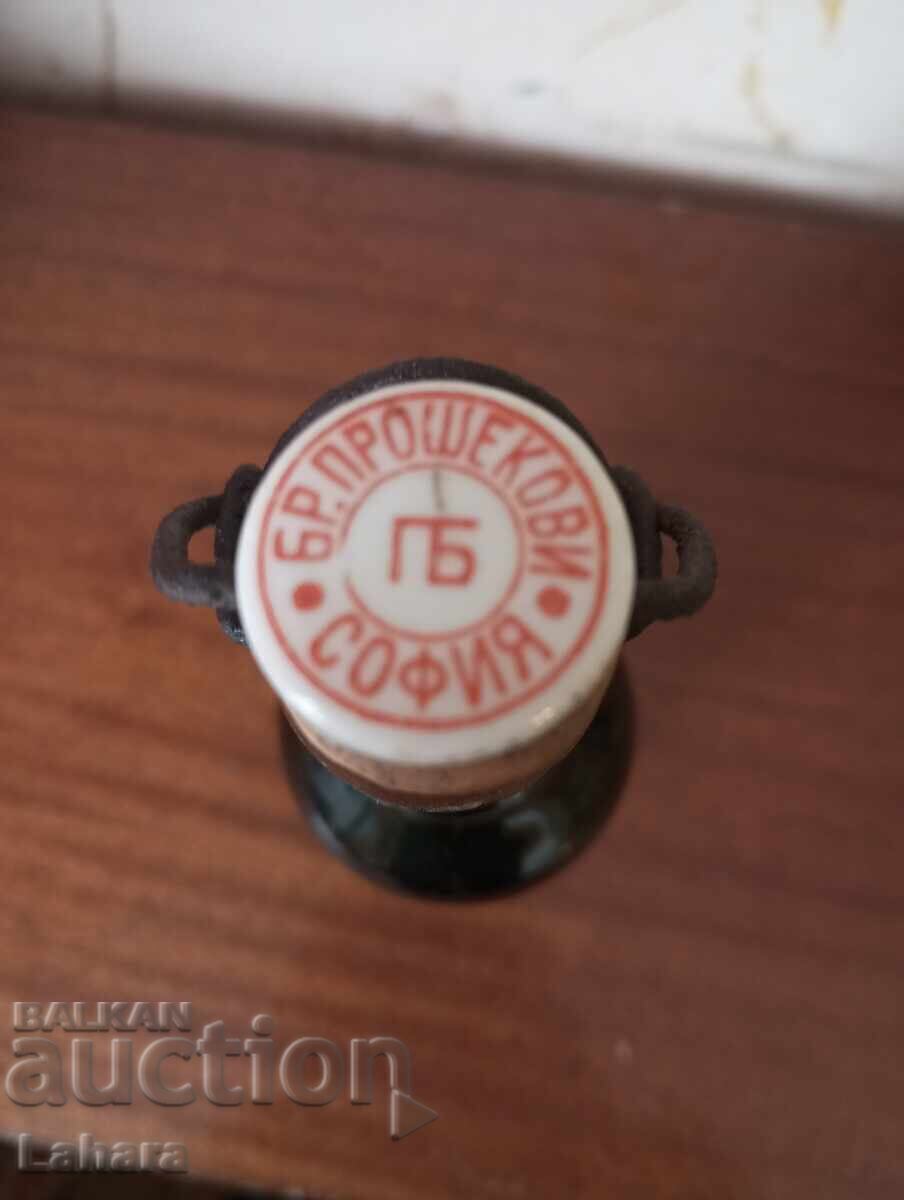 БР. ПРОШЕКОВИ
ПБ
• СОФИЯ •
BALKAN
auction
Lahara